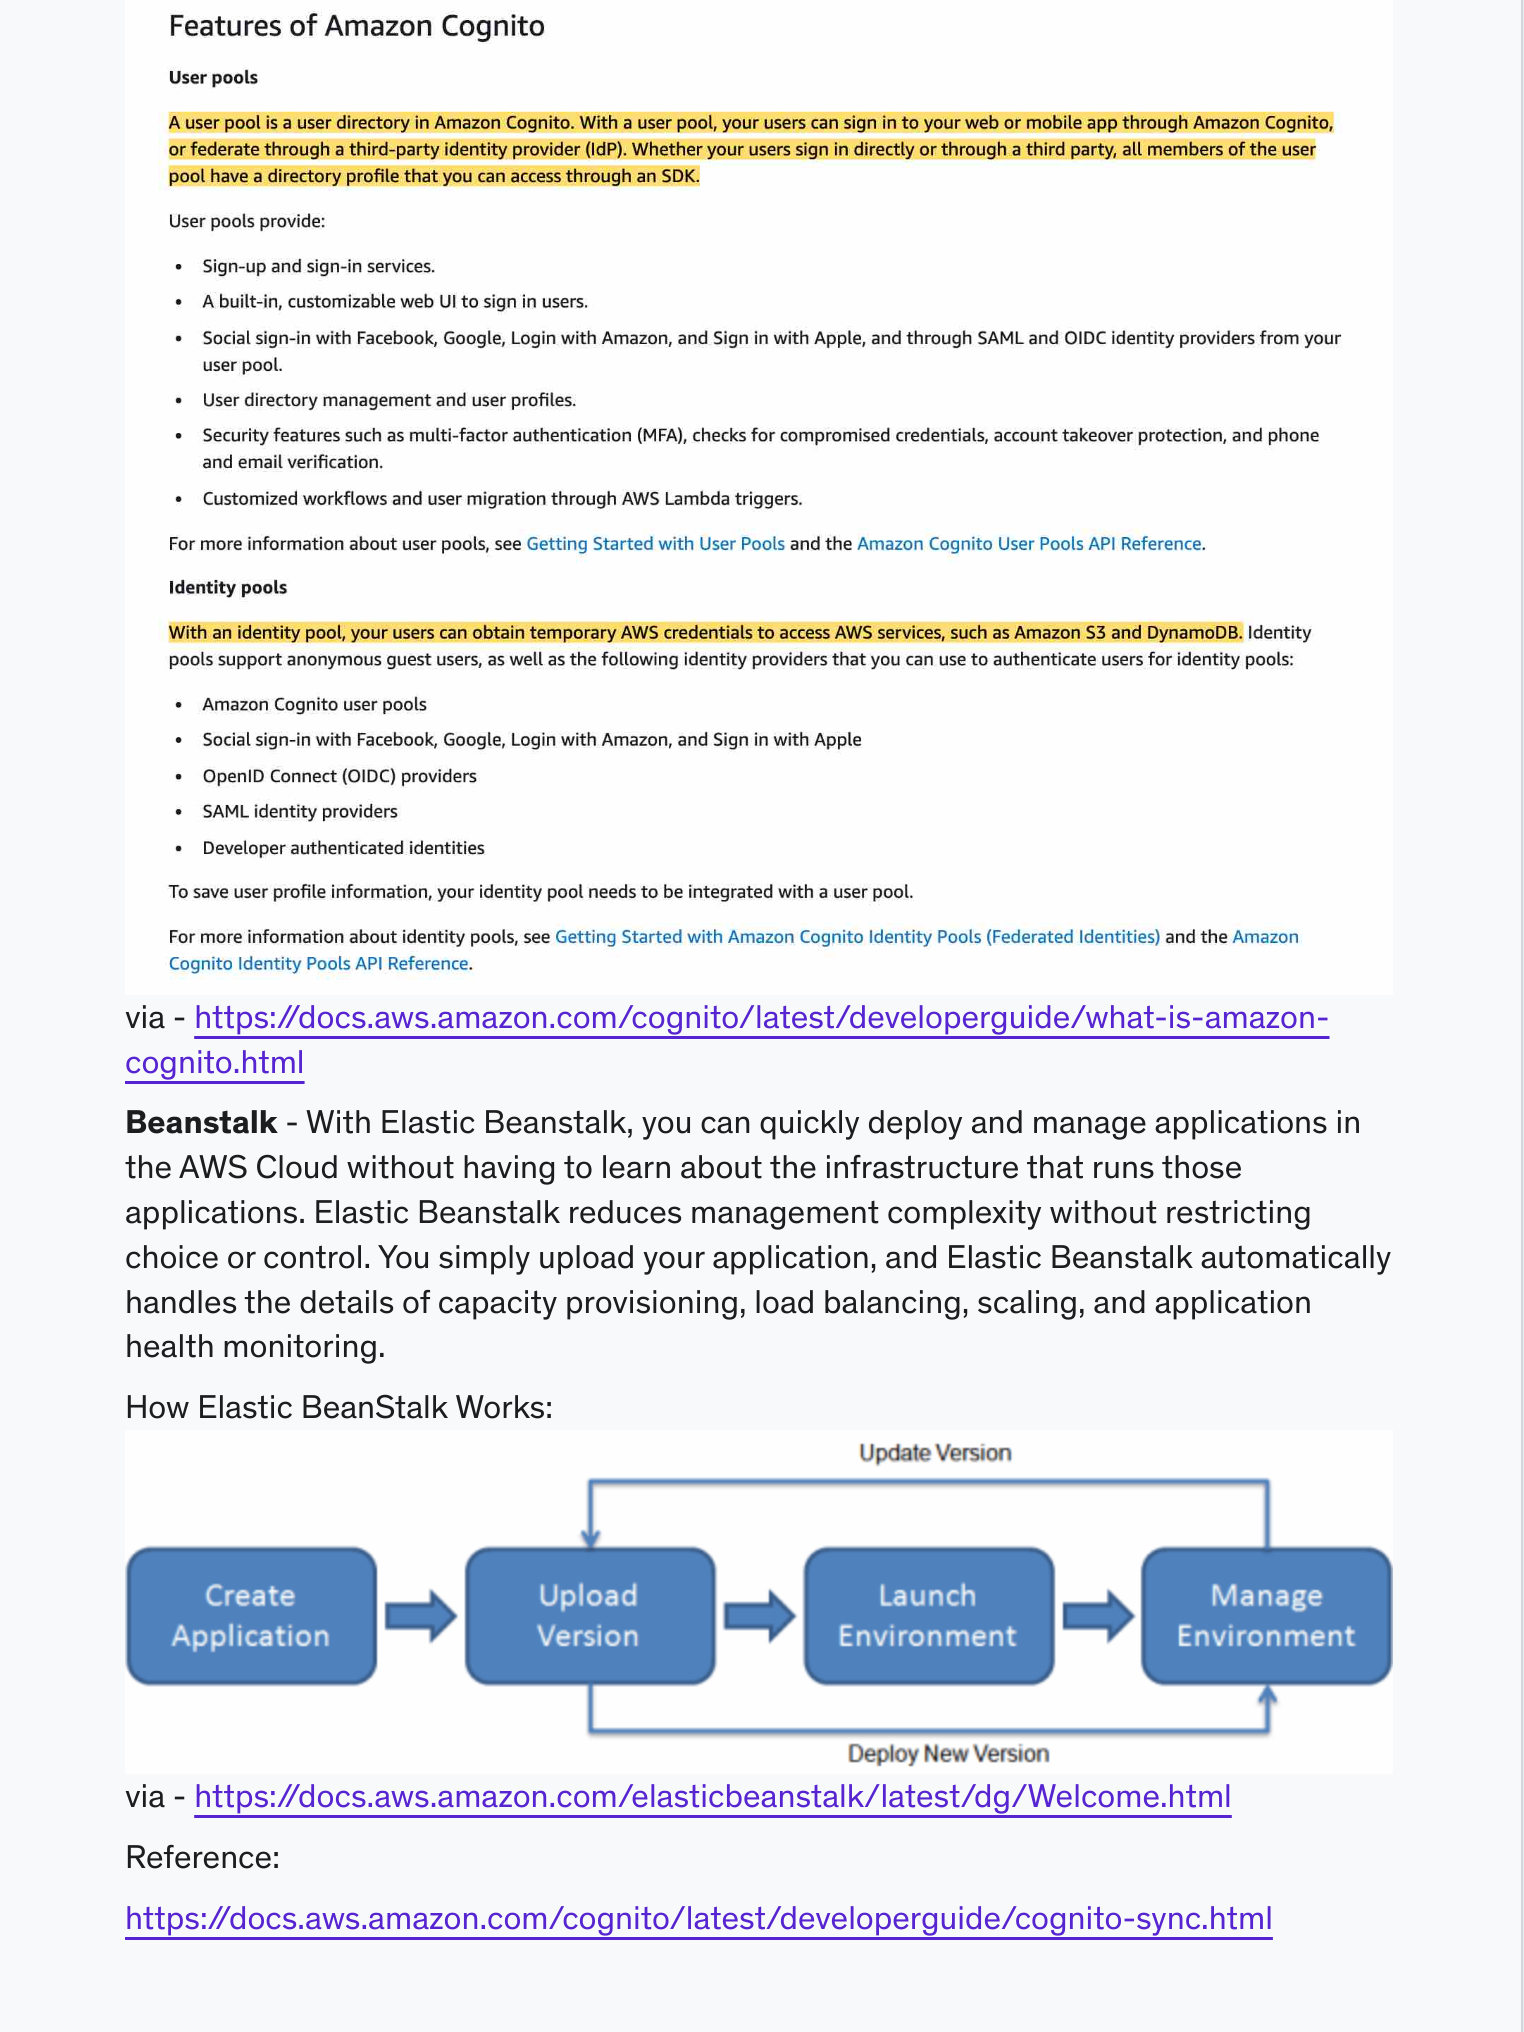 Features of Amazon Cognito
User pools
A user pool is a user directory in Amazon Cognito. With a user pool, your users can sign in to your web or mobile app through Amazon Cognito,
or federate through a third-party identity provider (IdP). Whether your users sign in directly or through a third party, all members of the user
pool have a directory profile that you can access through an SDK.
User pools provide:
• Sign-up and sign-in services.
• A built-in, customizable web UI to sign in users.
• Social sign-in with Facebook, Google, Login with Amazon, and Sign in with Apple, and through SAML and OIDC identity providers from your
user pool.
• User directory management and user profiles.
• Security features such as multi-factor authentication (MFA), checks for compromised credentials, account takeover protection, and phone
and email verification.
• Customized workflows and user migration through AWS Lambda triggers.
For more information about user pools, see Getting Started with User Pools and the Amazon Cognito User Pools API Reference.
Identity pools
With an identity pool, your users can obtain temporary AWS credentials to access AWS services, such as Amazon S3 and DynamoDB. Identity
pools support anonymous guest users, as well as the following identity providers that you can use to authenticate users for identity pools:
• Amazon Cognito user pools
• Social sign-in with Facebook, Google, Login with Amazon, and Sign in with Apple
• OpenID Connect (OIDC) providers
• SAML identity providers
• Developer authenticated identities
To save user profile information, your identity pool needs to be integrated with a user pool.
For more information about identity pools, see Getting Started with Amazon Cognito Identity Pools (Federated Identities) and the Amazon
Cognito Identity Pools API Reference.
via - https://docs.aws.amazon.com/cognito/latest/developerguide/what-is-amazon-
cognito.html
Beanstalk - With Elastic Beanstalk, you can quickly deploy and manage applications in
the AWS Cloud without having to learn about the infrastructure that runs those
applications. Elastic Beanstalk reduces management complexity without restricting
choice or control. You simply upload your application, and Elastic Beanstalk automatically
handles the details of capacity provisioning, load balancing, scaling, and application
health monitoring.
How Elastic BeanStalk Works:
Update Version
Create
Application
Upload
Version
Launch
Environment
Manage
Environment
Deploy New Version
via - https://docs.aws.amazon.com/elasticbeanstalk/latest/dg/Welcome.html
Reference:
https://docs.aws.amazon.com/cognito/latest/developerguide/cognito-sync.html